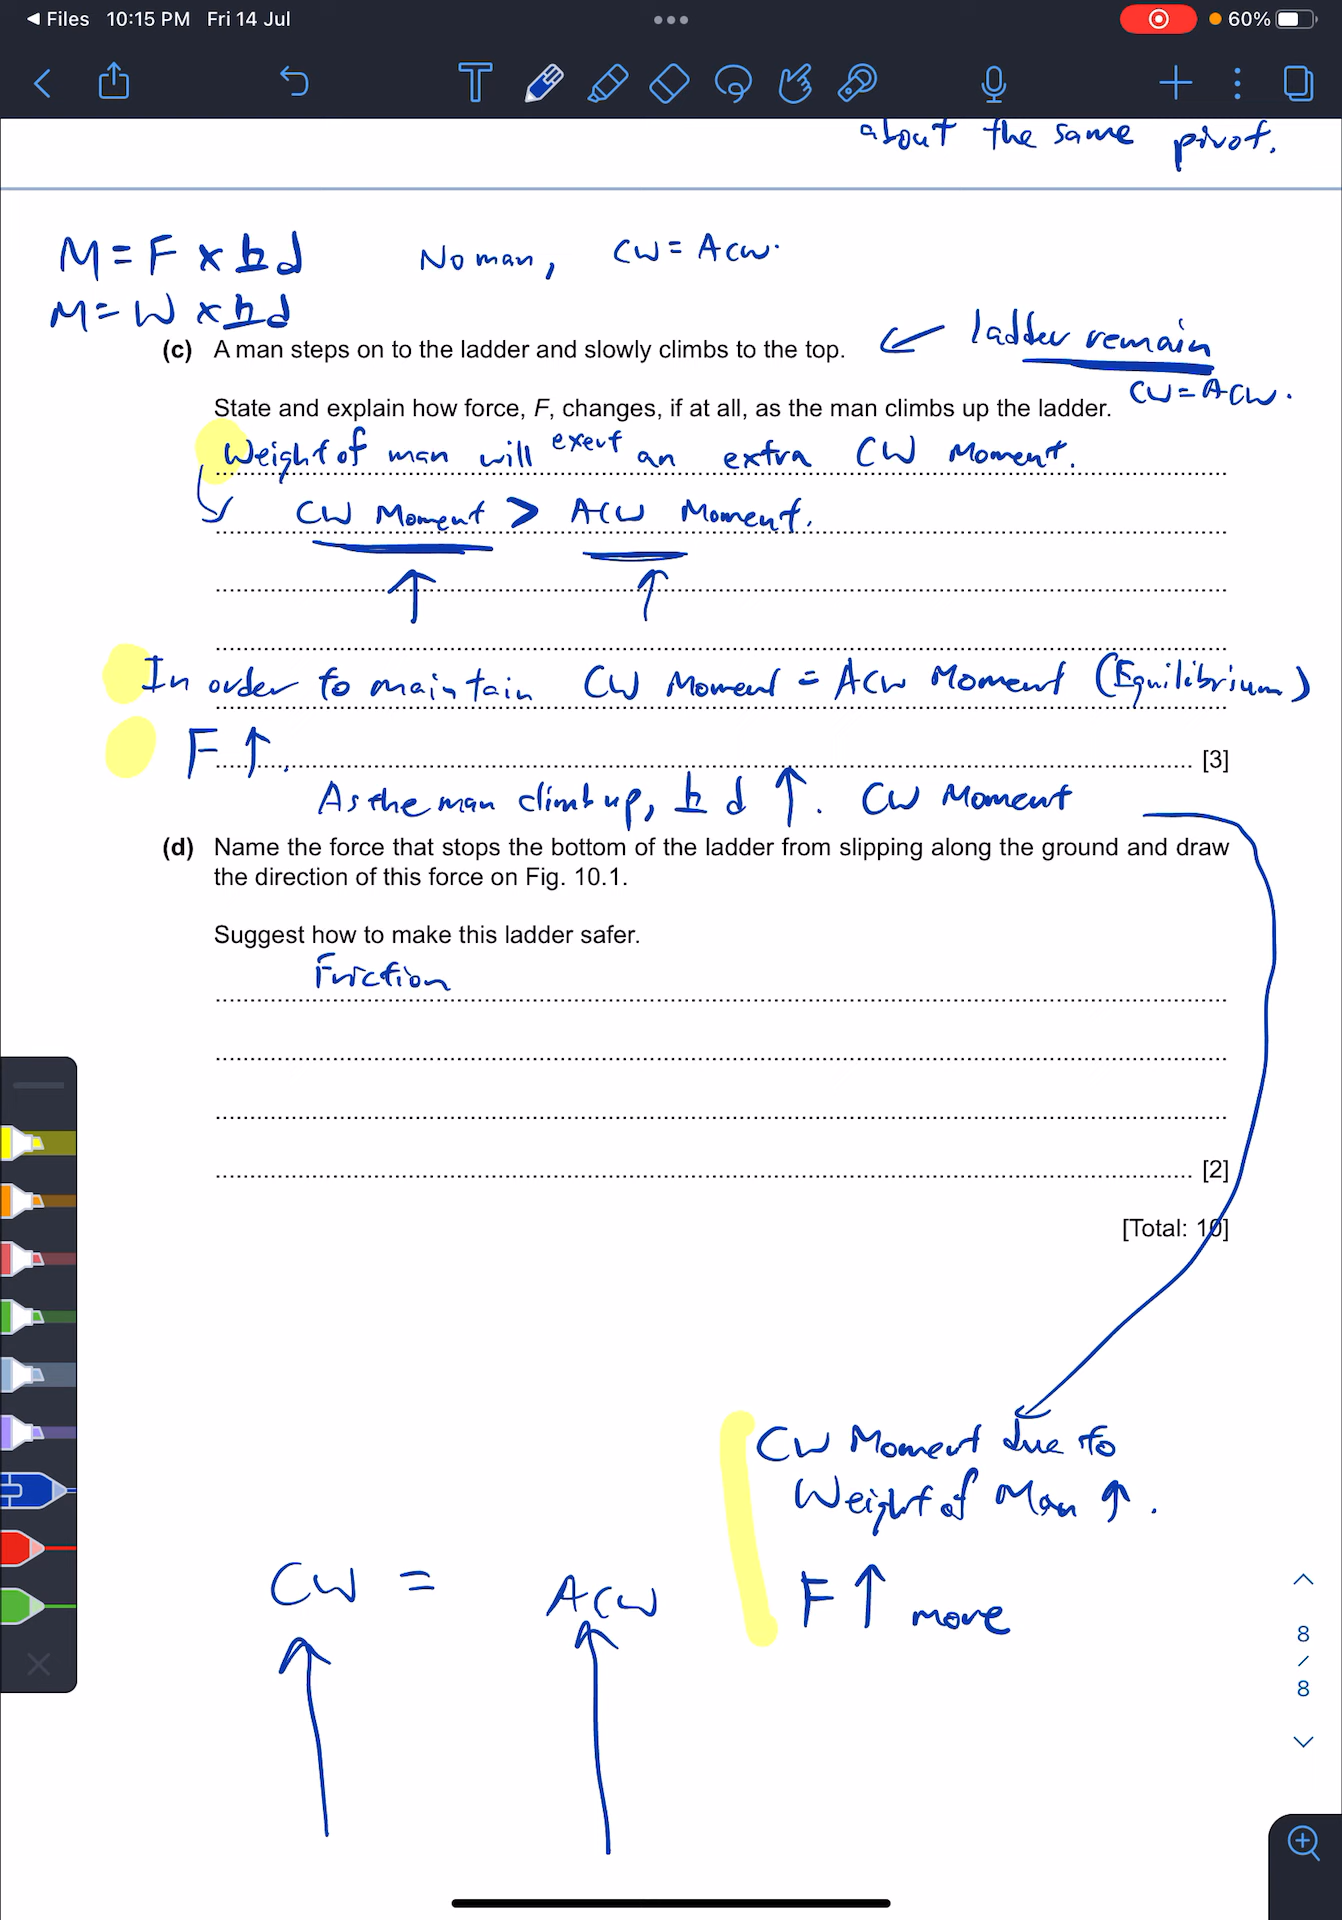 Files 10:15 PM Fri 14 Jul 60%
T
about the same pivot.
M = F x h d No man, CW = ACW.
M = W x h d
ladder remain
(c) A man steps on to the ladder and slowly climbs to the top.
CW = ACW.
State and explain how force, F, changes, if at all, as the man climbs up the ladder.
Weight of man will exert an extra CW Moment.
CW Moment > ACW Moment.
In order to maintain CW Moment = ACW Moment (Equilibrium)
F ↑. [3]
As the man climb up, h d ↑. CW Moment
(d) Name the force that stops the bottom of the ladder from slipping along the ground and draw
the direction of this force on Fig. 10.1.
Suggest how to make this ladder safer.
Friction
[2]
[Total: 10]
CW Moment due to
Weight of Man ↑.
CW = ACW
F ↑ more
8
/
8